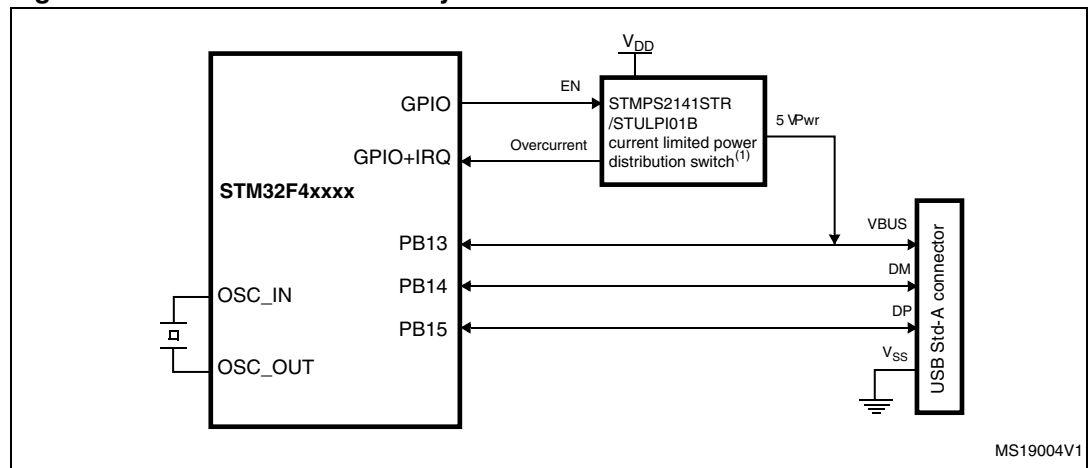 V_DD
EN
GPIO
STMPS2141STR
/STULPI01B
current limited power
distribution switch(1)
5 VPwr
Overcurrent
GPIO+IRQ
STM32F4xxxx
VBUS
PB13
DM
PB14
OSC_IN
DP
PB15
USB Std-A connector
V_SS
OSC_OUT
MS19004V1